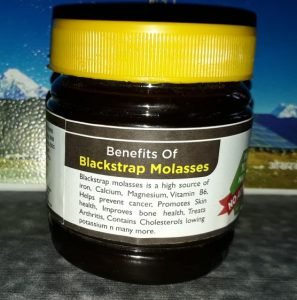 Benefits Of
Blackstrap Molasses
Blackstrap molasses is a high source of
iron, Calcium, Magnesium, Vitamin B6,
Helps prevent cancer, Promotes Skin
health, Improves bone health, Treats
Arthritis, Contains Cholesterols lowing
potassium n many more.